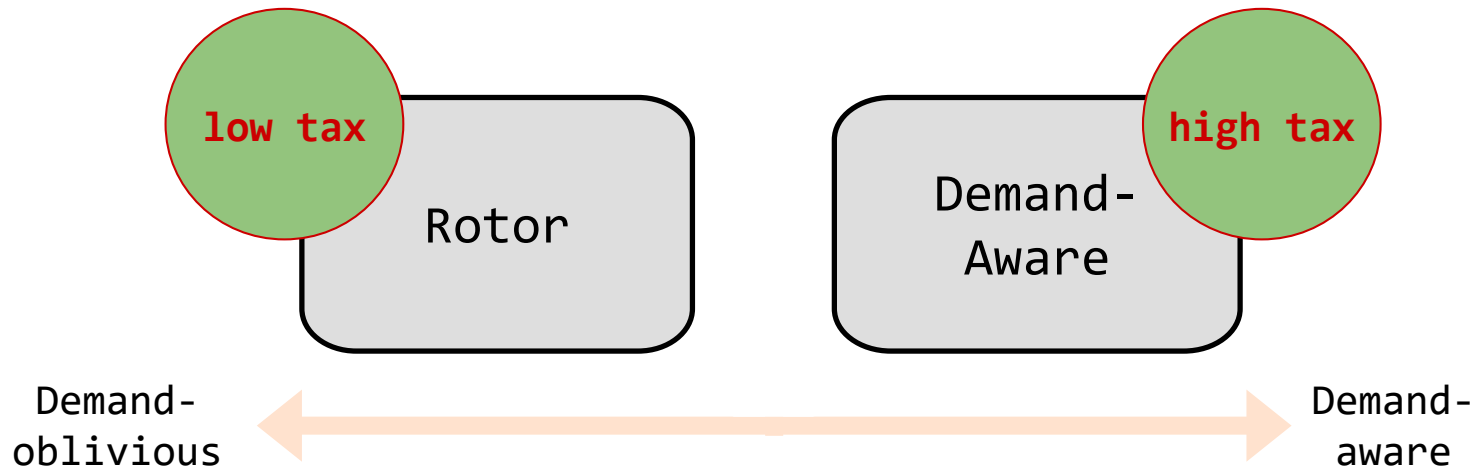 low tax
high tax
Rotor
Demand-
Aware
Demand-
oblivious
Demand-
aware